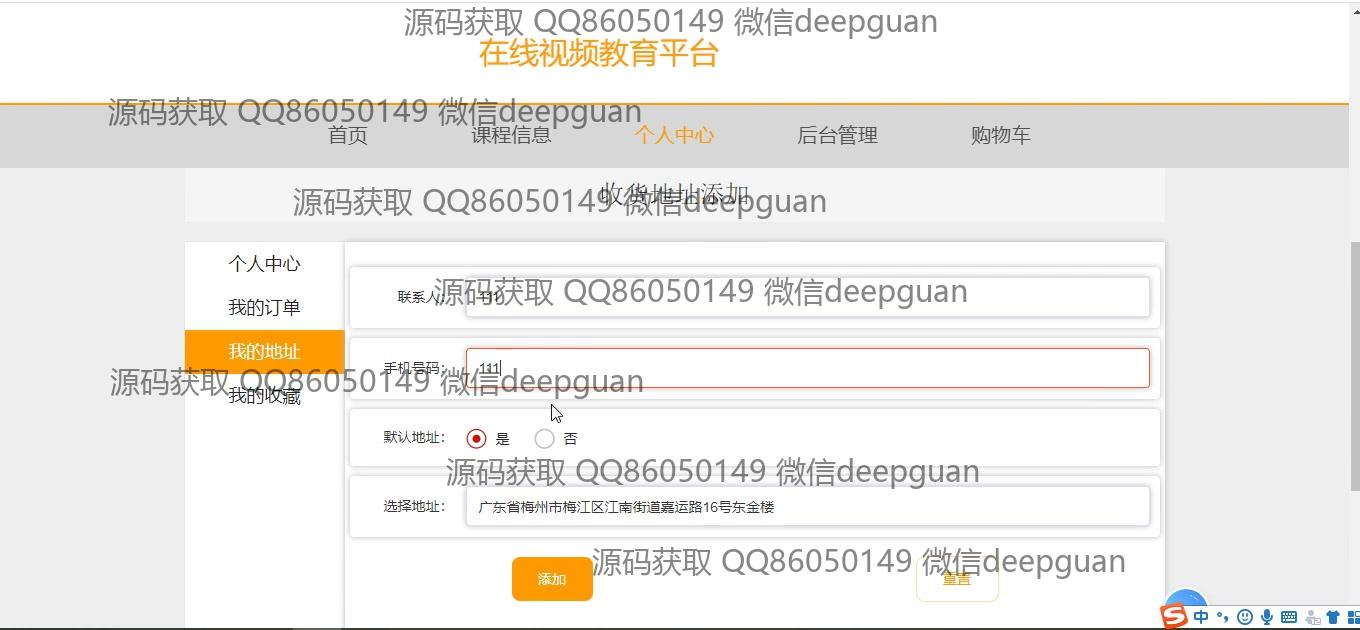 源码获取 QQ86050149 微信deepguan
在线视频教育平台
源码获取 QQ86050149 微信deepguan
首页 课程信息 个人中心 后台管理 购物车
收货地址添加
源码获取 QQ86050149 微信deepguan
个人中心
我的订单
我的地址
我的收藏
源码获取 QQ86050149 微信deepguan
联系人： 111
手机号码： 111
源码获取 QQ86050149 微信deepguan
默认地址： 是 否
源码获取 QQ86050149 微信deepguan
选择地址： 广东省梅州市梅江区江南街道嘉运路16号东金楼
源码获取 QQ86050149 微信deepguan
添加 重置
中